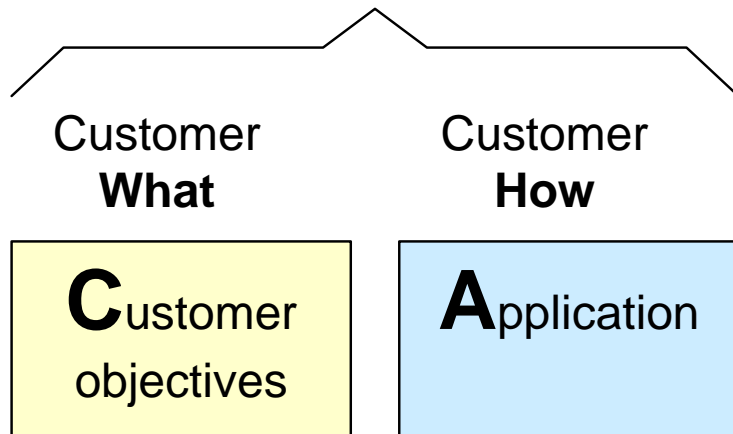 Customer
What
Customer
How
Customer
objectives
Application